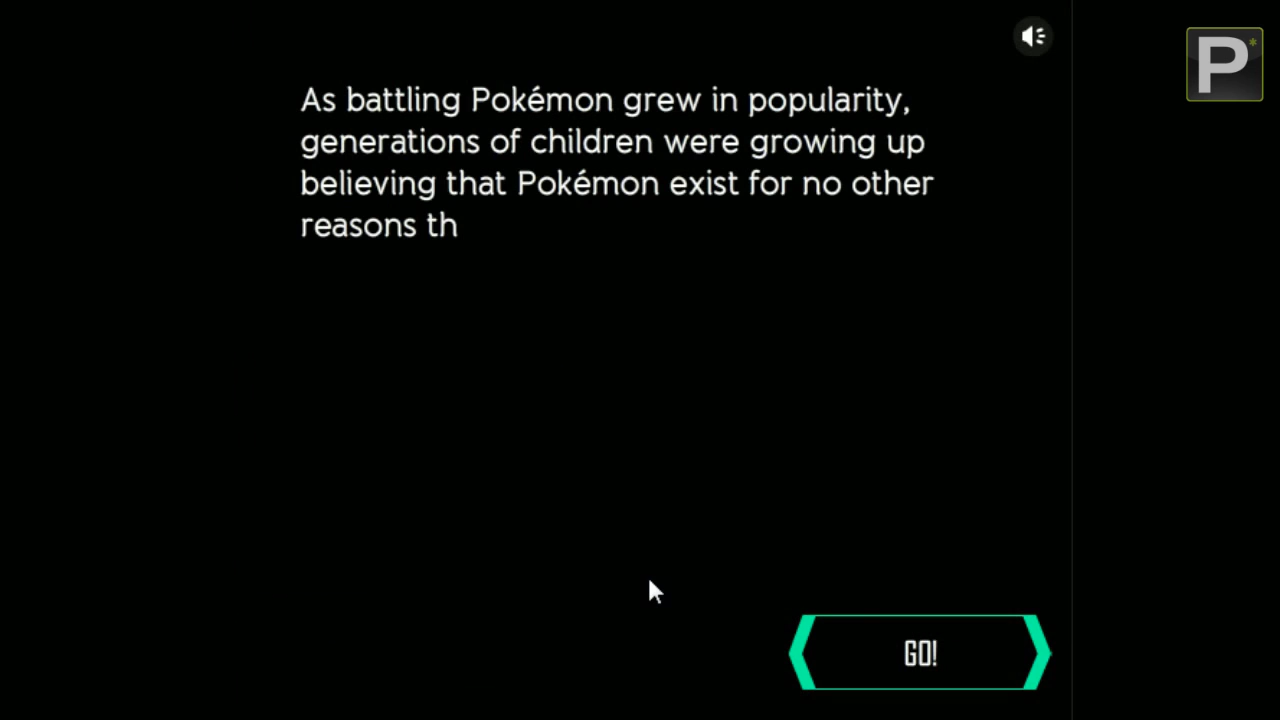 As battling Pokémon grew in popularity,
generations of children were growing up
believing that Pokémon exist for no other
reasons th
GO!
P*